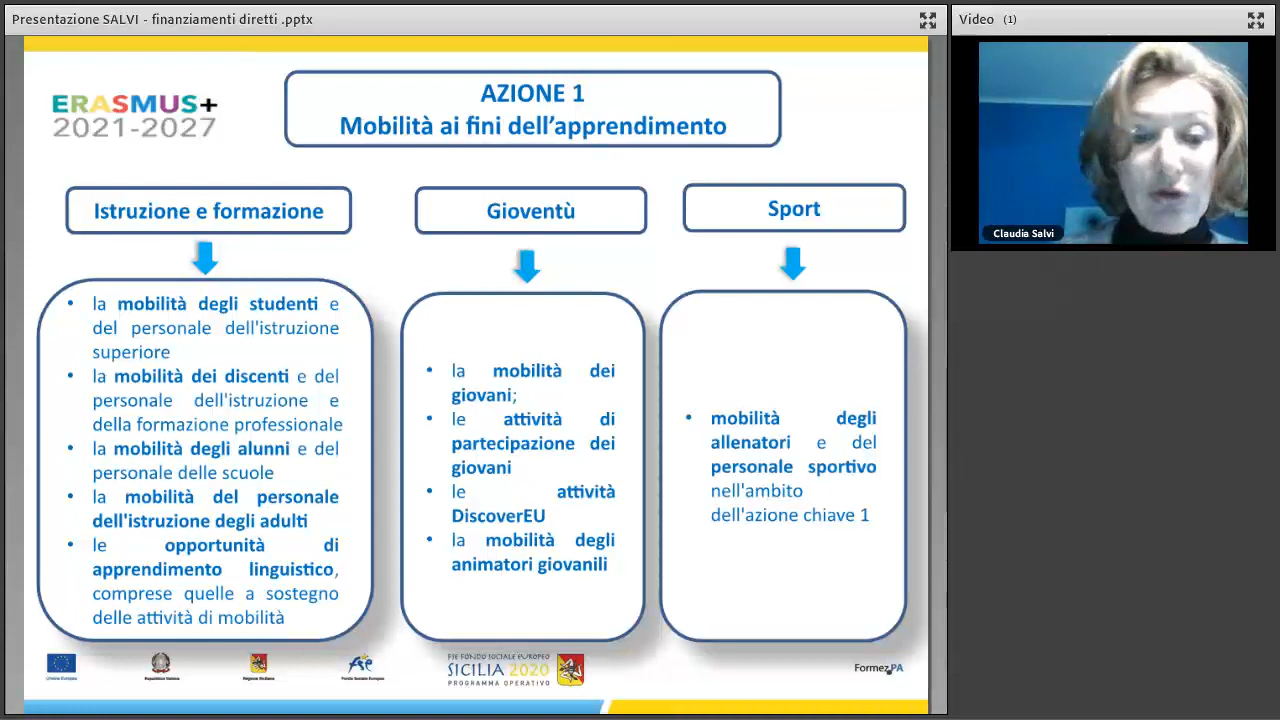 Presentazione SALVI - finanziamenti diretti .pptx
Video (1)
ERASMUS+
2021-2027
AZIONE 1
Mobilità ai fini dell’apprendimento
Istruzione e formazione
• la mobilità degli studenti e
del personale dell'istruzione
superiore
• la mobilità dei discenti e del
personale dell'istruzione e
della formazione professionale
• la mobilità degli alunni e del
personale delle scuole
• la mobilità del personale
dell'istruzione degli adulti
• le opportunità di
apprendimento linguistico,
comprese quelle a sostegno
delle attività di mobilità
Gioventù
• la mobilità dei
giovani;
• le attività di
partecipazione dei
giovani
• le attività
DiscoverEU
• la mobilità degli
animatori giovanili
Sport
• mobilità degli
allenatori e del
personale sportivo
nell'ambito
dell'azione chiave 1
Claudia Salvi
Unione Europea
Repubblica Italiana
Regione Siciliana
Fondo Sociale Europeo
FSE FONDO SOCIALE EUROPEO
SICILIA 2020
PROGRAMMA OPERATIVO
FormezPA